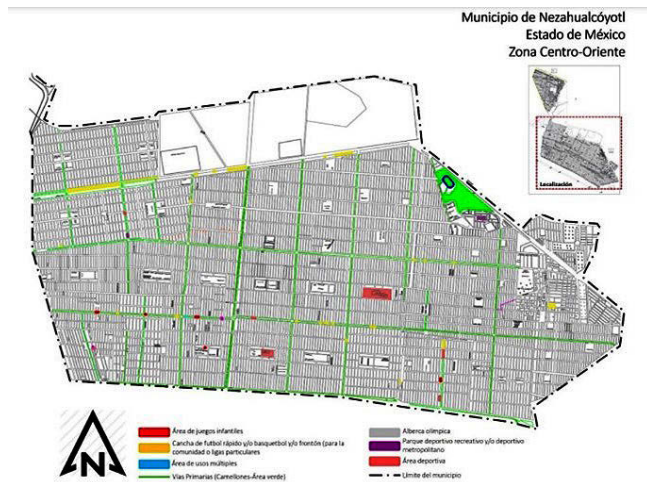 Municipio de Nezahualcóyotl
Estado de México
Zona Centro-Oriente
Localización
N
Área de juegos infantiles
Cancha de futbol rápido y/o basquetbol y/o frontón (para la
comunidad o ligas particulares
Área de usos múltiples
Vías Primarias (Camellones-Área verde)
Alberca olímpica
Parque deportivo recreativo y/o deportivo
metropolitano
Área deportiva
Límite del municipio